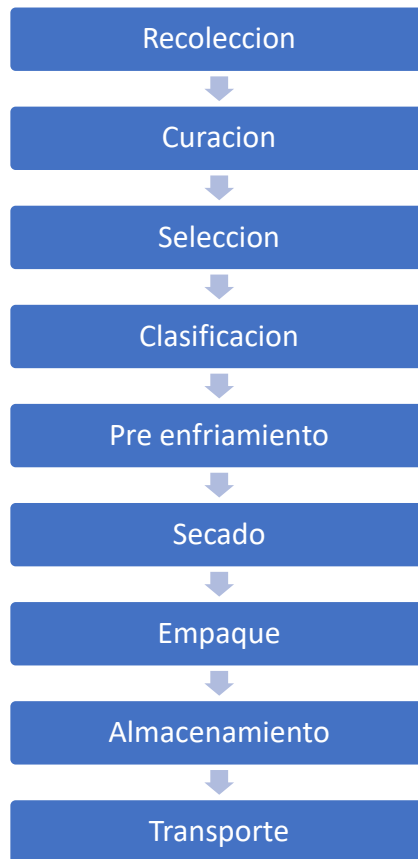 Recoleccion
Curacion
Seleccion
Clasificacion
Pre enfriamiento
Secado
Empaque
Almacenamiento
Transporte